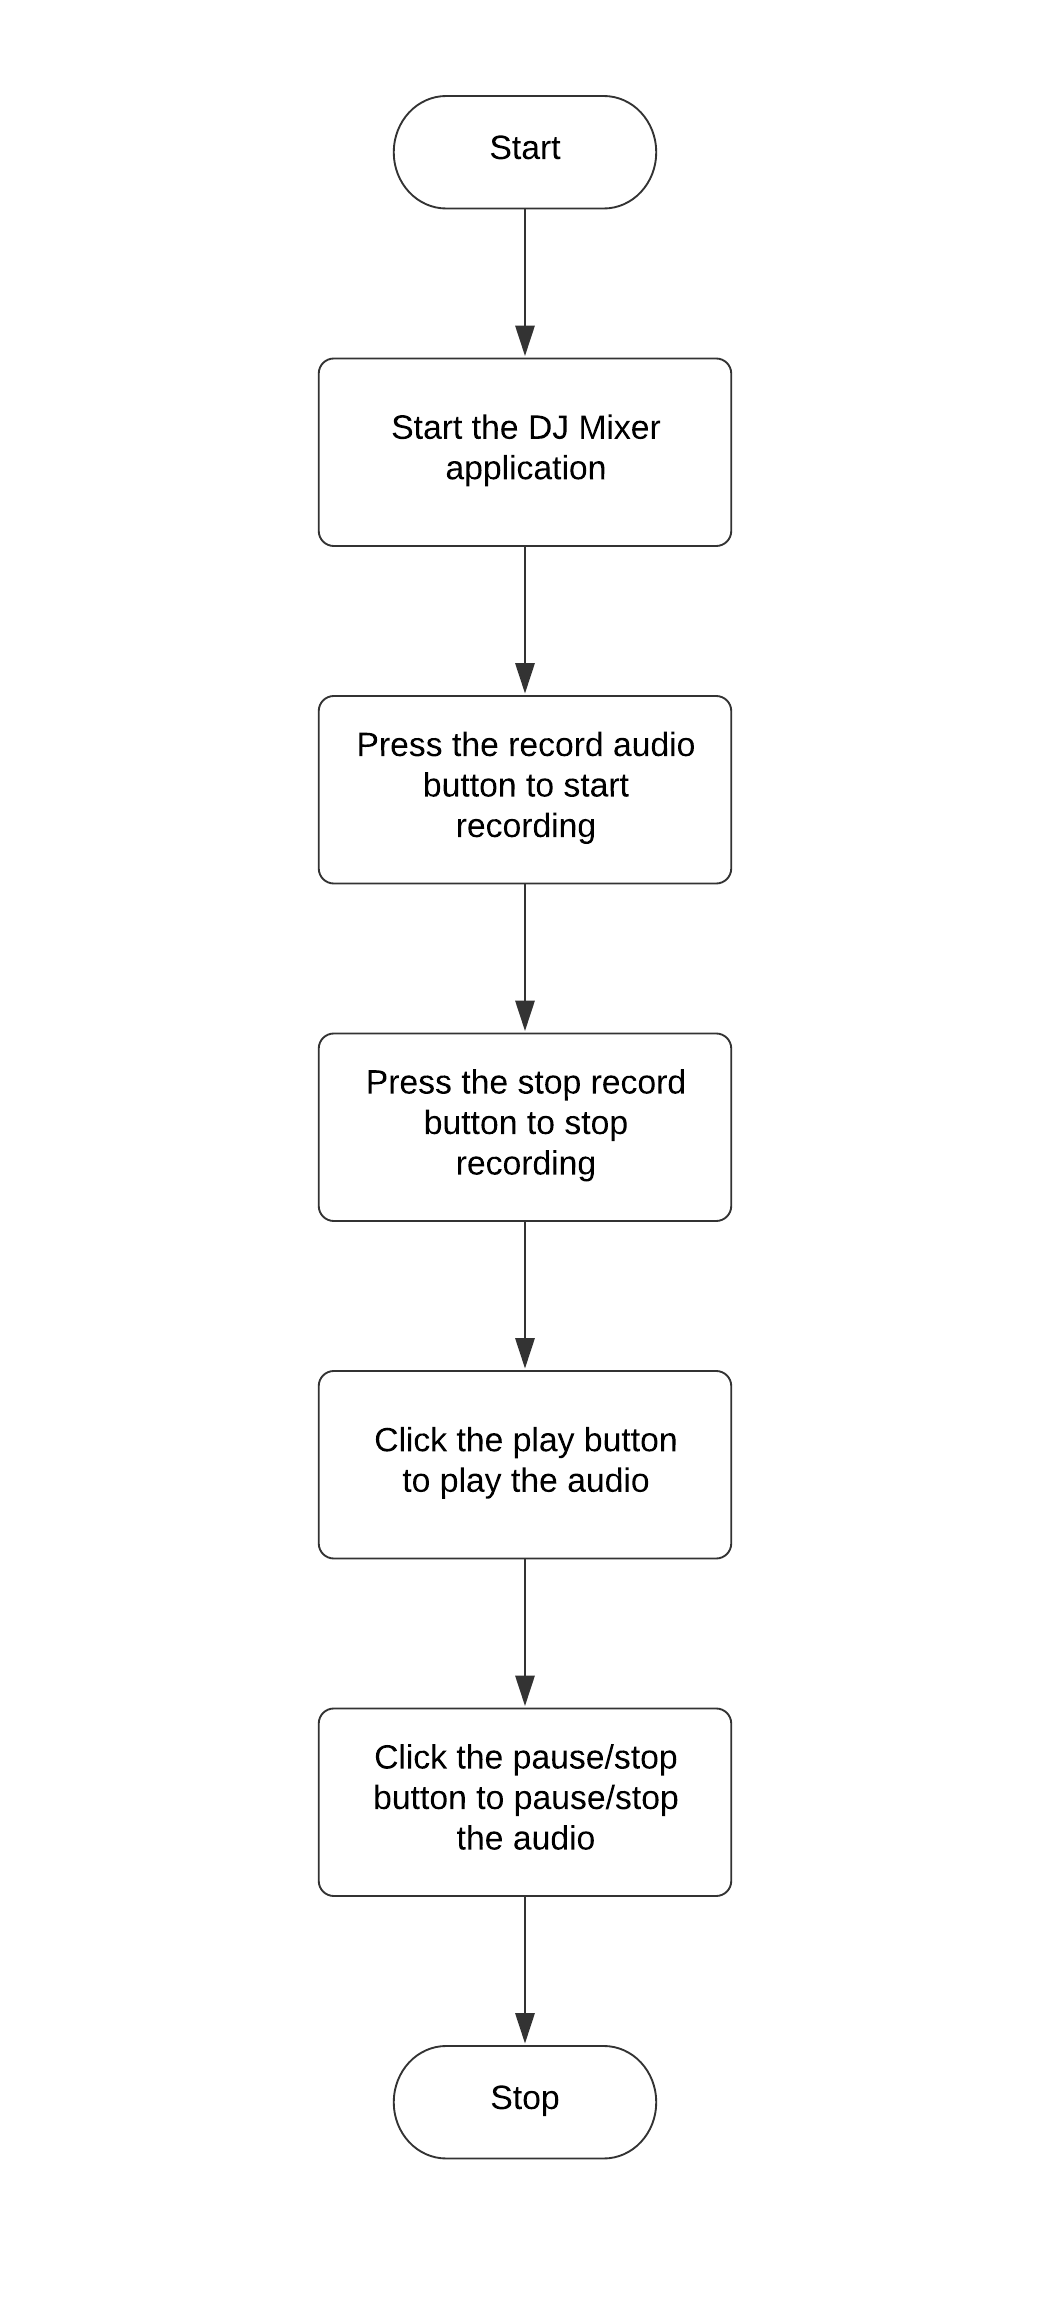 Start
Start the DJ Mixer
application
Press the record audio
button to start
recording
Press the stop record
button to stop
recording
Click the play button
to play the audio
Click the pause/stop
button to pause/stop
the audio
Stop